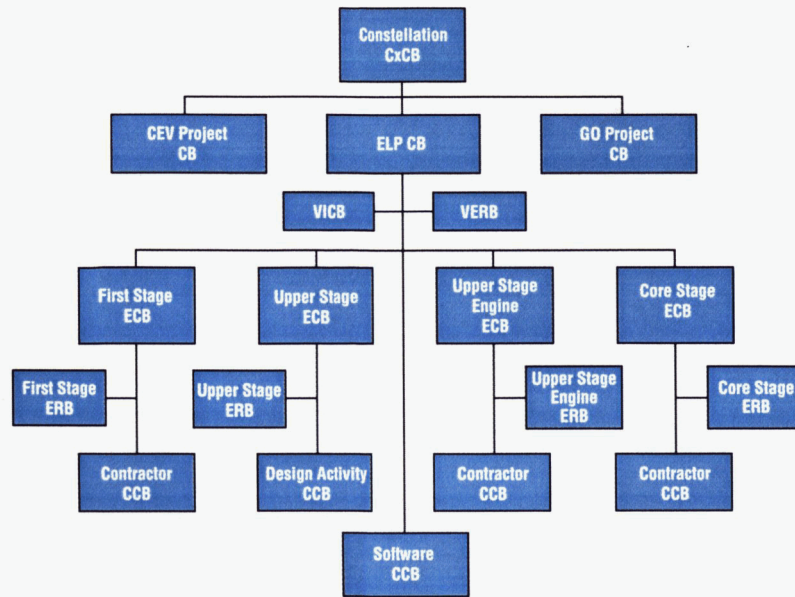 Constellation
CxCB
CEV Project
CB
ELP CB
GO Project
CB
VICB
VERB
First Stage
ECB
Upper Stage
ECB
Upper Stage
Engine
ECB
Core Stage
ECB
First Stage
ERB
Upper Stage
ERB
Upper Stage
Engine
ERB
Core Stage
ERB
Contractor
CCB
Design Activity
CCB
Contractor
CCB
Contractor
CCB
Software
CCB